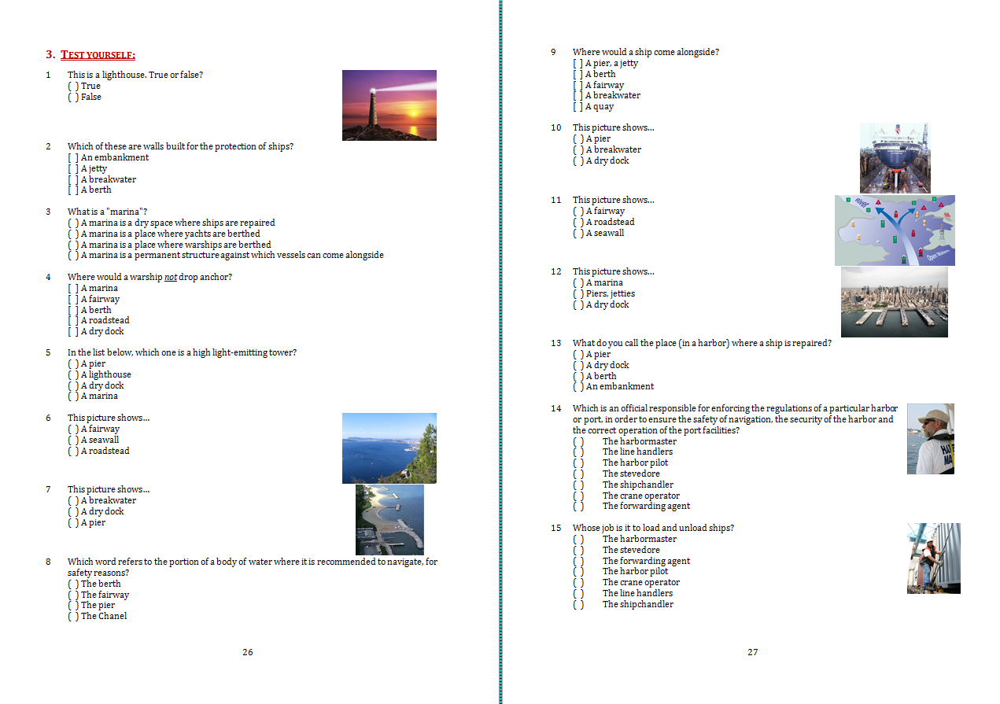 3. TEST YOURSELF:
1 This is a lighthouse. True or false?
( ) True
( ) False
2 Which of these are walls built for the protection of ships?
[ ] An embankment
[ ] A jetty
[ ] A breakwater
[ ] A berth
3 What is a "marina"?
( ) A marina is a dry space where ships are repaired
( ) A marina is a place where yachts are berthed
( ) A marina is a place where warships are berthed
( ) A marina is a permanent structure against which vessels can come alongside
4 Where would a warship not drop anchor?
[ ] A marina
[ ] A fairway
[ ] A berth
[ ] A roadstead
[ ] A dry dock
5 In the list below, which one is a high light-emitting tower?
( ) A pier
( ) A lighthouse
( ) A dry dock
( ) A marina
6 This picture shows...
( ) A fairway
( ) A seawall
( ) A roadstead
7 This picture shows...
( ) A breakwater
( ) A dry dock
( ) A pier
8 Which word refers to the portion of a body of water where it is recommended to navigate, for
safety reasons?
( ) The berth
( ) The fairway
( ) The pier
( ) The Chanel
26
9 Where would a ship come alongside?
[ ] A pier, a jetty
[ ] A berth
[ ] A fairway
[ ] A breakwater
[ ] A quay
10 This picture shows...
( ) A pier
( ) A breakwater
( ) A dry dock
11 This picture shows...
( ) A fairway
( ) A roadstead
( ) A seawall
River
Open Waters
12 This picture shows...
( ) A marina
( ) Piers, jetties
( ) A dry dock
13 What do you call the place (in a harbor) where a ship is repaired?
( ) A pier
( ) A dry dock
( ) A berth
( ) An embankment
14 Which is an official responsible for enforcing the regulations of a particular harbor
or port, in order to ensure the safety of navigation, the security of the harbor and
the correct operation of the port facilities?
( ) The harbormaster
( ) The line handlers
( ) The harbor pilot
( ) The stevedore
( ) The shipchandler
( ) The crane operator
( ) The forwarding agent
HA
MA
15 Whose job is it to load and unload ships?
( ) The harbormaster
( ) The stevedore
( ) The forwarding agent
( ) The harbor pilot
( ) The crane operator
( ) The line handlers
( ) The shipchandler
27